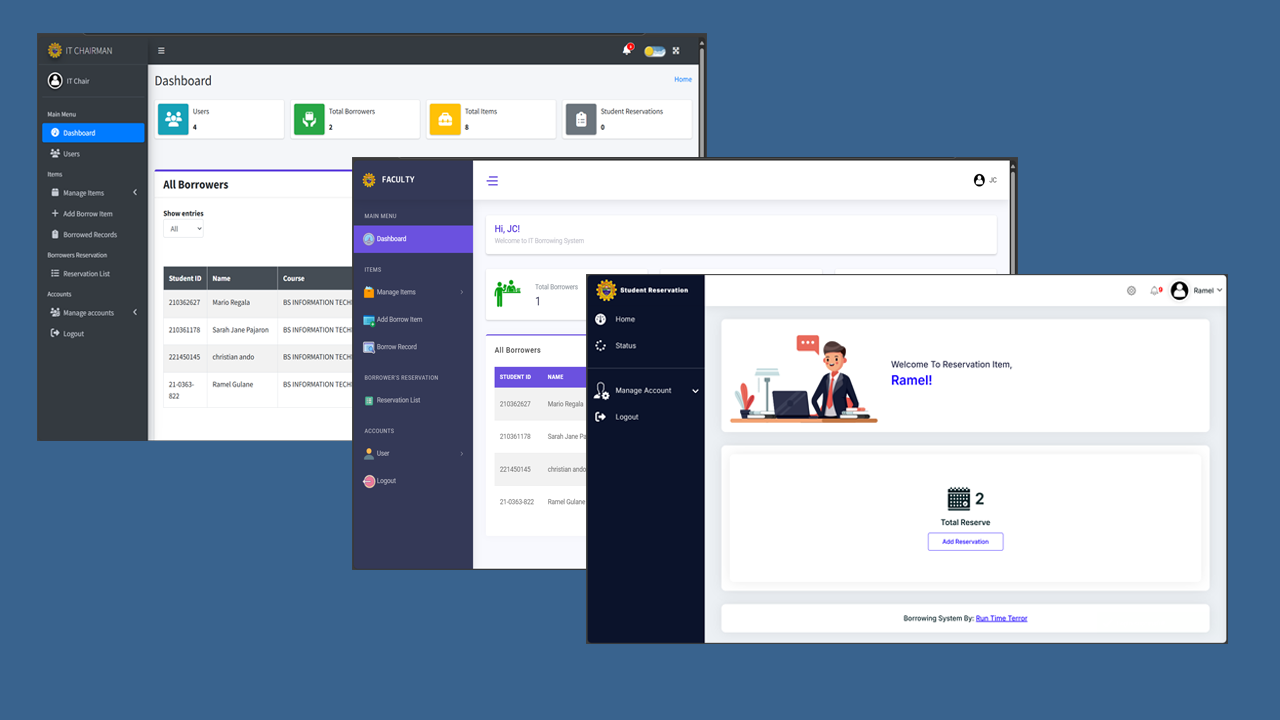 IT CHAIRMAN
IT Chair
Main Menu
Dashboard
Users
Items
Manage Items
Add Borrow Item
Borrowed Records
Borrowers Reservation
Reservation List
Accounts
Manage accounts
Logout
Dashboard
Home
Users
4
Total Borrowers
2
Total Items
8
Student Reservations
0
All Borrowers
Show entries
All
Student ID Name Course
210362627 Mario Regala BS INFORMATION TECH
210361178 Sarah Jane Pajaron BS INFORMATION TECH
221450145 christian ando BS INFORMATION TECH
21-0363-822 Ramel Gulane BS INFORMATION TECH
FACULTY
MAIN MENU
Dashboard
ITEMS
Manage Items
Add Borrow Item
Borrow Record
BORROWER'S RESERVATION
Reservation List
ACCOUNTS
User
Logout
JC
Hi, JC!
Welcome to IT Borrowing System
Total Borrowers
1
All Borrowers
STUDENT ID NAME
210362627 Mario Regala
210361178 Sarah Jane Pa
221450145 christian ando
21-0363-822 Ramel Gulane
Student Reservation
Home
Status
Manage Account
Logout
Ramel
Welcome To Reservation Item,
Ramel!
2
Total Reserve
Add Reservation
Borrowing System By: Run Time Terror